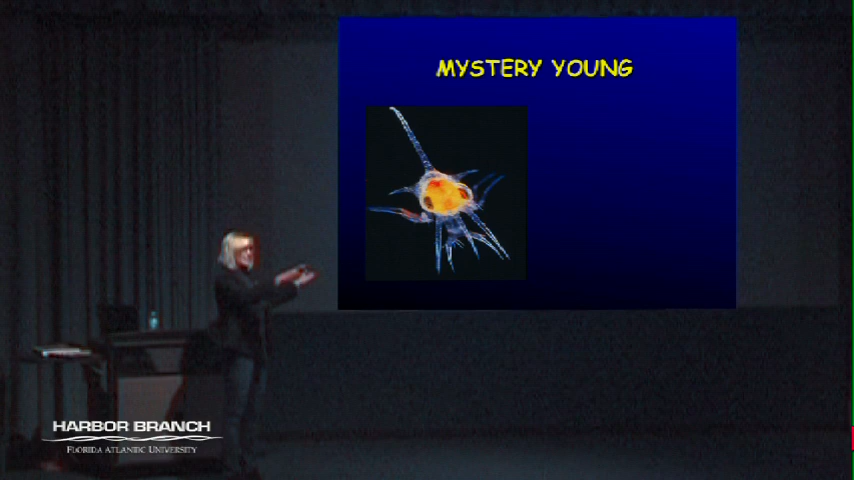 MYSTERY YOUNG
HARBOR BRANCH
FLORIDA ATLANTIC UNIVERSITY